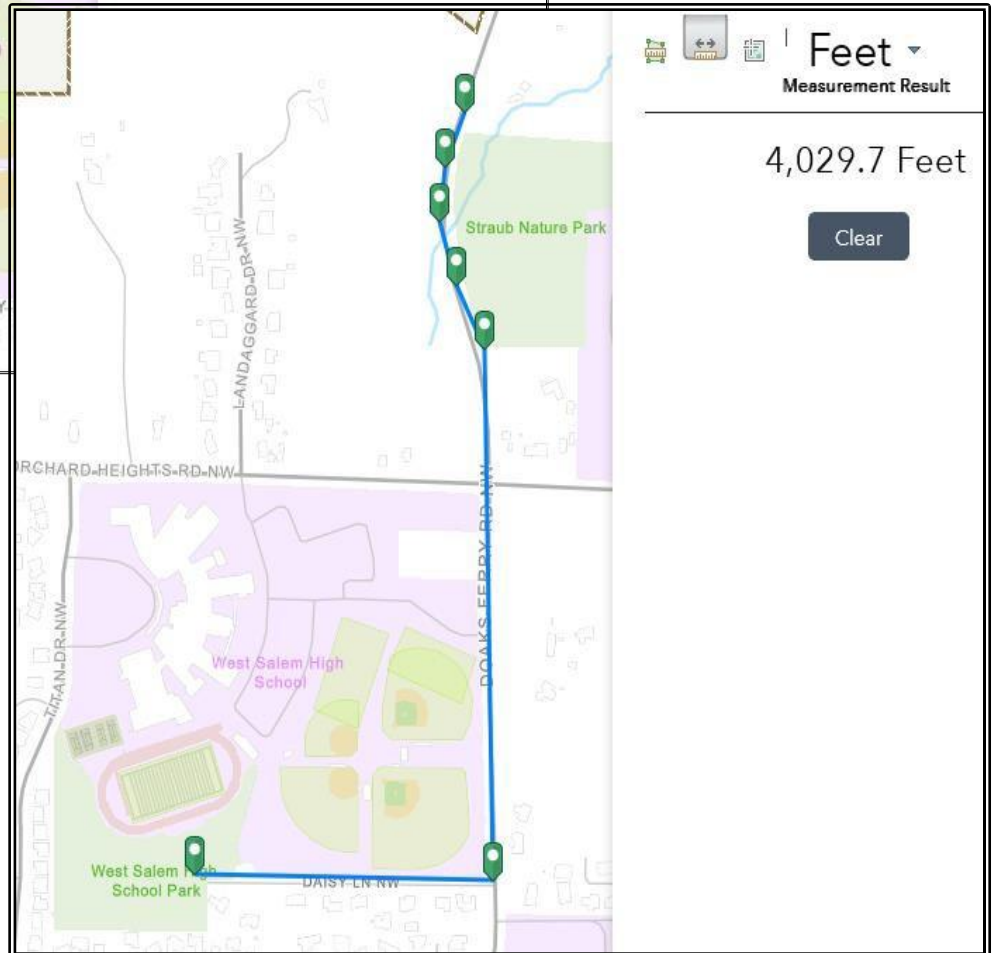 Feet
Measurement Result
4,029.7 Feet
Clear
Straub Nature Park
LANDAGGARD-DR-NW
RCHARD-HEIGHTS-RD-NW
DOAKS FERRY RD-NW
TITAN-DR-NW
West Salem High
School
West Salem High
School Park
DAISY LN NW